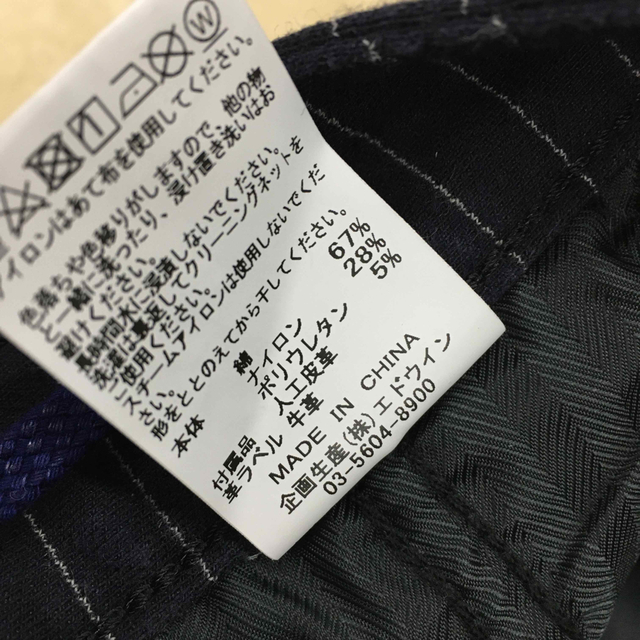 W
アイロンはあて布を使用してください。
色落ちや色移りがしますので、他の物
と一緒に洗ったり、浸け置き洗いはお
避けください。
長時間水に浸漬しないでください。
洗濯は裏返してクリーニングネットを
ご使用ください。
スチームアイロンは使用しないでくだ
さい。
形をととのえてから干してください。
本体 綿 67%
ナイロン 28%
ポリウレタン 5%
付属品 人工皮革
革ラベル 牛革
MADE IN CHINA
企画生産(株)エドウイン
03-5604-8900